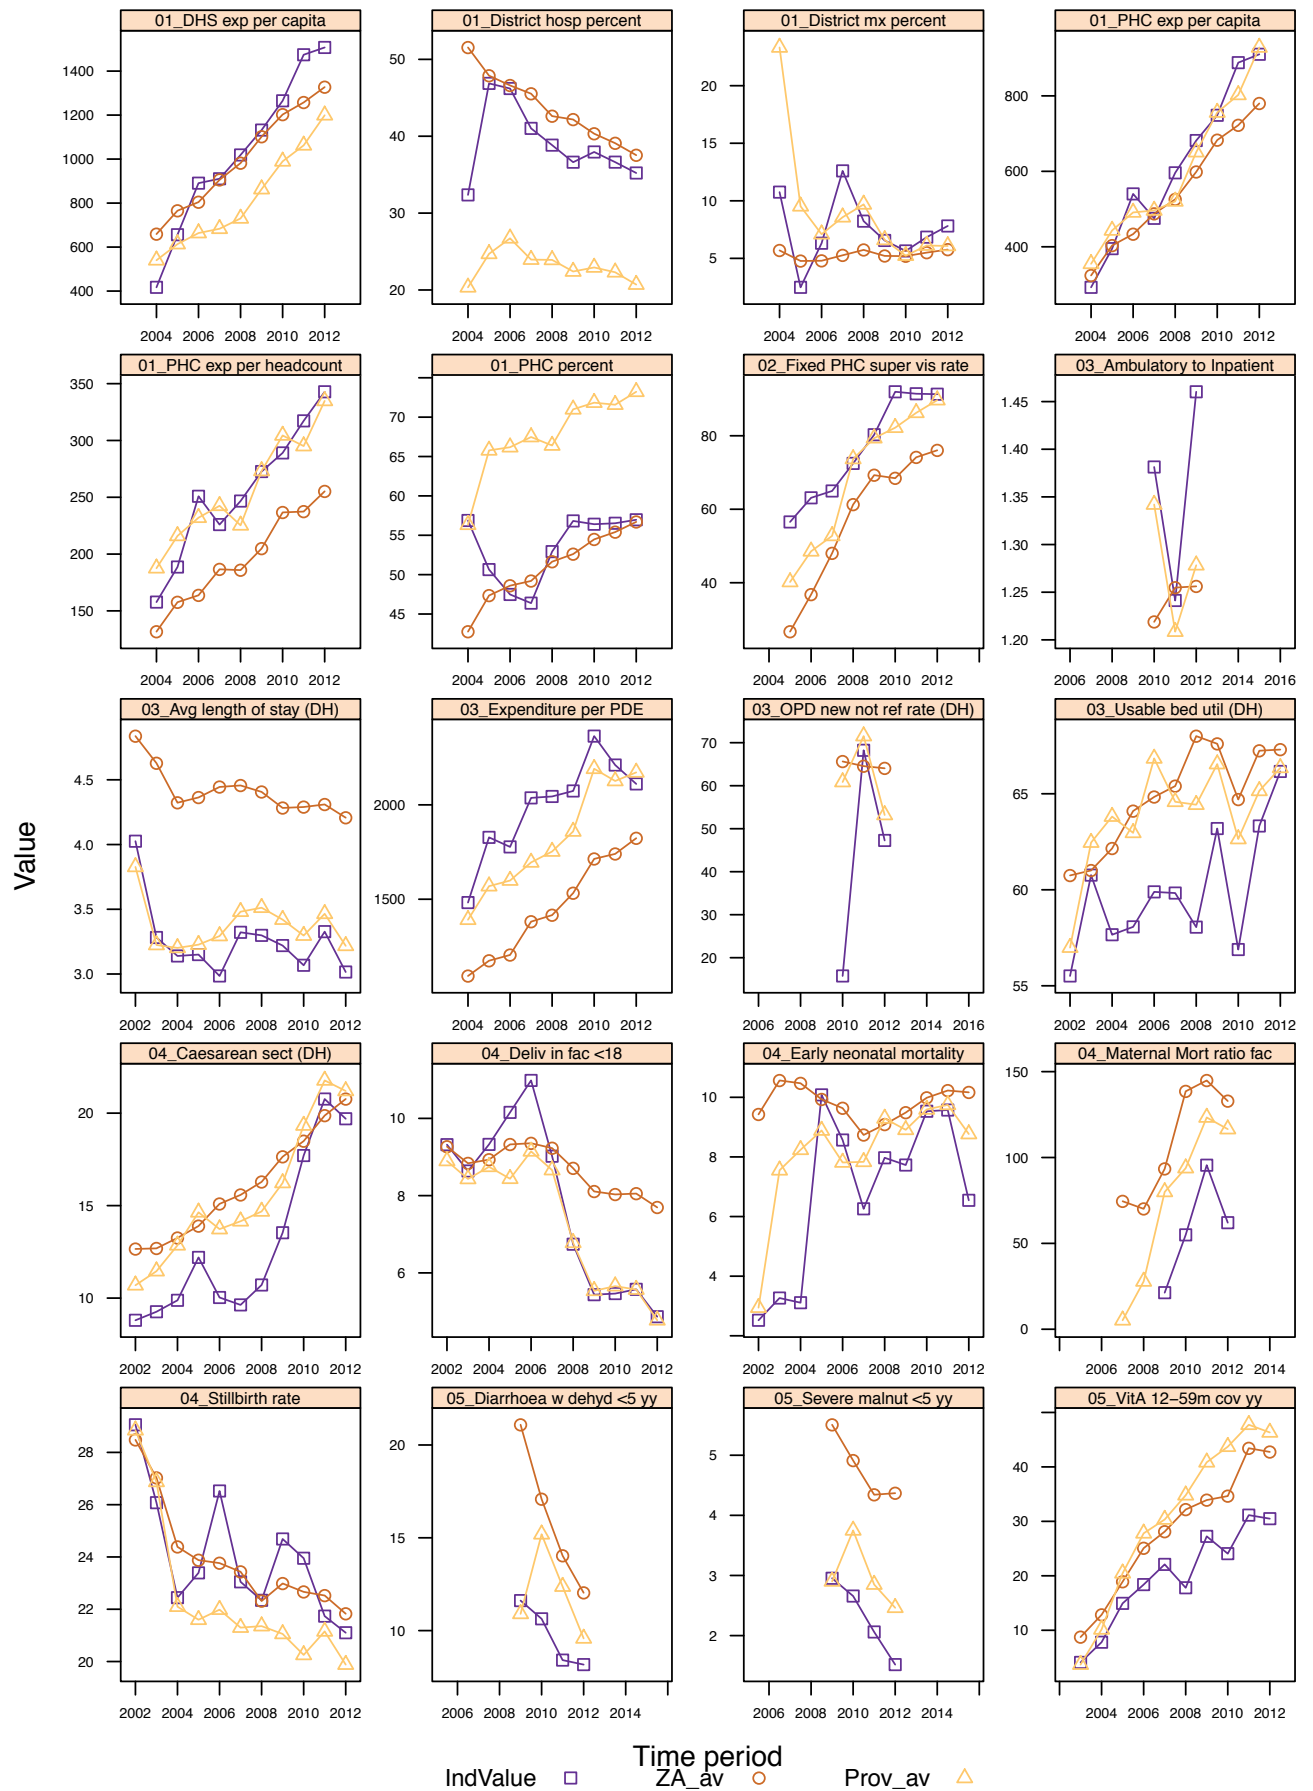 01_DHS exp per capita 01_District hosp percent 01_District mx percent 01_PHC exp per capita
1400 1200 1000 800 600 400
50 40 30 20
20 15 10 5
800 600 400
2004 2006 2008 2010 2012 2004 2006 2008 2010 2012 2004 2006 2008 2010 2012 2004 2006 2008 2010 2012
01_PHC exp per headcount 01_PHC percent 02_Fixed PHC super vis rate 03_Ambulatory to Inpatient
350 300 250 200 150
70 65 60 55 50 45
80 60 40
1.45 1.40 1.35 1.30 1.25 1.20
2004 2006 2008 2010 2012 2004 2006 2008 2010 2012 2004 2006 2008 2010 2012 2006 2008 2010 2012 2014 2016
03_Avg length of stay (DH) 03_Expenditure per PDE 03_OPD new not ref rate (DH) 03_Usable bed util (DH)
4.5 4.0 3.5 3.0
2000 1500
70 60 50 40 30 20
65 60 55
2002 2004 2006 2008 2010 2012 2004 2006 2008 2010 2012 2006 2008 2010 2012 2014 2016 2002 2004 2006 2008 2010 2012
Value
04_Caesarean sect (DH) 04_Deliv in fac <18 04_Early neonatal mortality 04_Maternal Mort ratio fac
20 15 10
10 8 6
10 8 6 4
150 100 50 0
2002 2004 2006 2008 2010 2012 2002 2004 2006 2008 2010 2012 2002 2004 2006 2008 2010 2012 2006 2008 2010 2012 2014
04_Stillbirth rate 05_Diarrhoea w dehyd <5 yy 05_Severe malnut <5 yy 05_VitA 12−59m cov yy
28 26 24 22 20
20 15 10
5 4 3 2
40 30 20 10
2002 2004 2006 2008 2010 2012 2006 2008 2010 2012 2014 2006 2008 2010 2012 2014 2004 2006 2008 2010 2012
Time period
IndValue ZA_av Prov_av